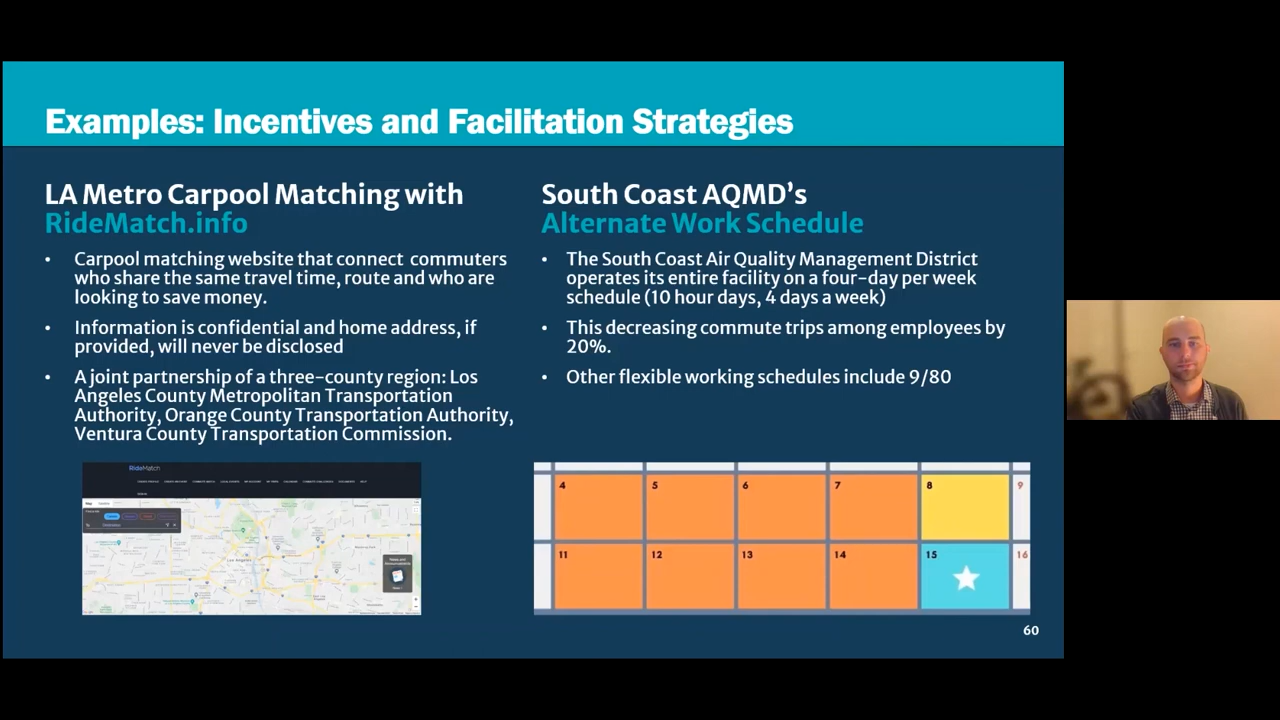 Examples: Incentives and Facilitation Strategies
LA Metro Carpool Matching with
RideMatch.info
• Carpool matching website that connect commuters
who share the same travel time, route and who are
looking to save money.
• Information is confidential and home address, if
provided, will never be disclosed
• A joint partnership of a three-county region: Los
Angeles County Metropolitan Transportation
Authority, Orange County Transportation Authority,
Ventura County Transportation Commission.
RideMatch
Los Angeles
South Coast AQMD's
Alternate Work Schedule
• The South Coast Air Quality Management District
operates its entire facility on a four-day per week
schedule (10 hour days, 4 days a week)
• This decreasing commute trips among employees by
20%.
• Other flexible working schedules include 9/80
4 5 6 7 8 9
11 12 13 14 15 16
60